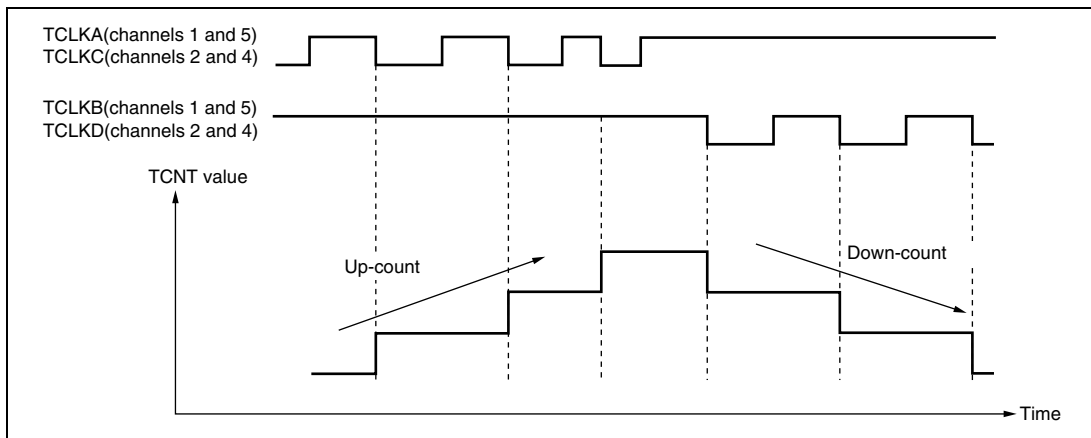 TCLKA(channels 1 and 5)
TCLKC(channels 2 and 4)
TCLKB(channels 1 and 5)
TCLKD(channels 2 and 4)
TCNT value
Up-count
Down-count
Time